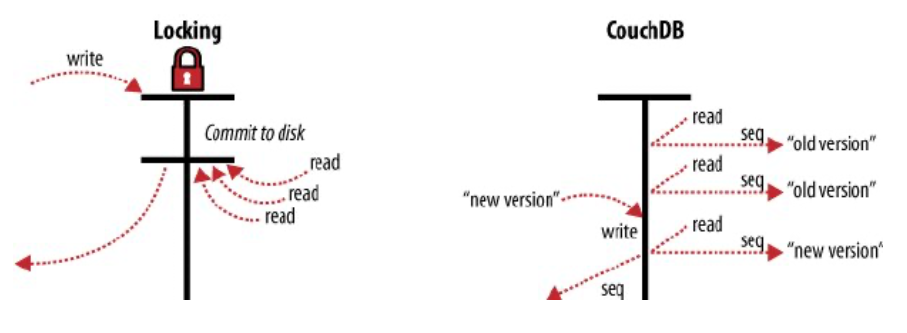 Locking
write
Commit to disk
read
read
read
CouchDB
read
seq
"old version"
read
seq
"old version"
"new version"
write
read
seq
"new version"
seq